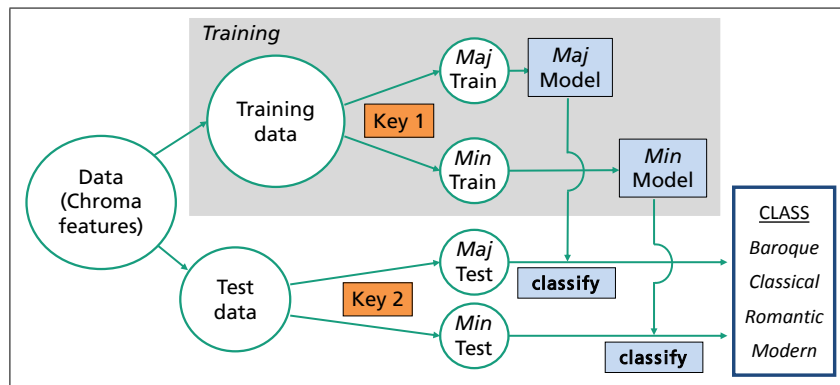 Training
Maj
Train
Maj
Model
Training
data
Key 1
Min
Train
Min
Model
Data
(Chroma
features)
CLASS
Baroque
Classical
Romantic
Modern
Maj
Test
classify
Test
data
Key 2
Min
Test
classify